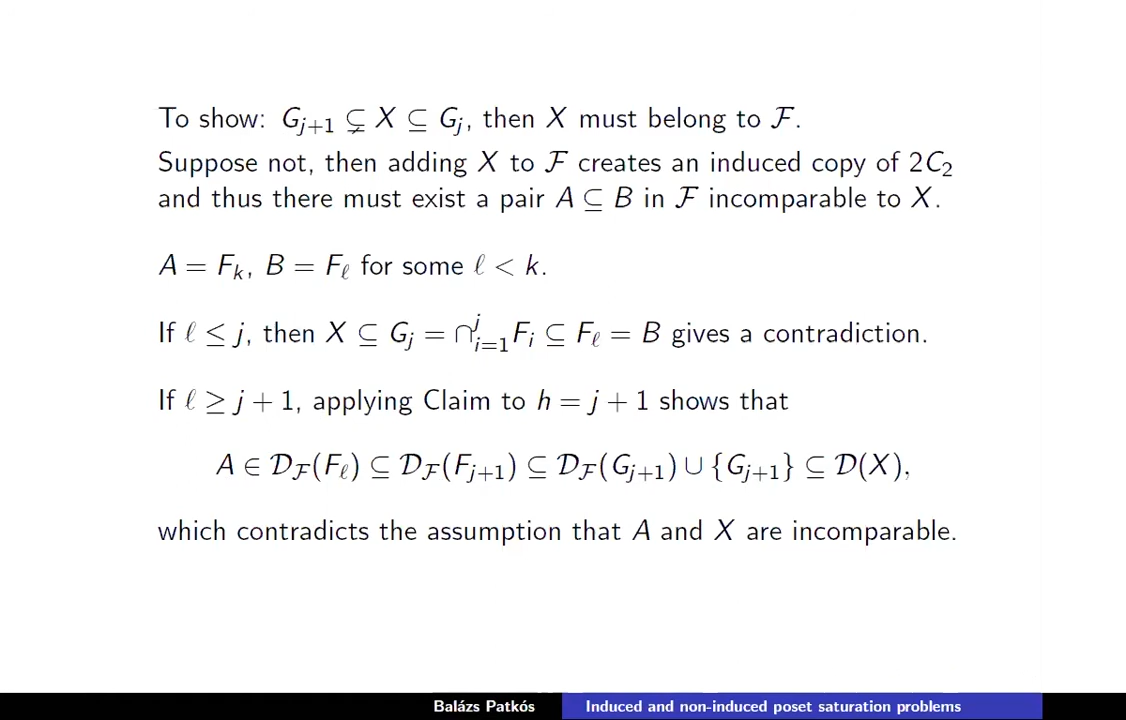 To show: G_{j+1} ⊊ X ⊆ G_j, then X must belong to ℱ.
Suppose not, then adding X to ℱ creates an induced copy of 2C_2
and thus there must exist a pair A ⊆ B in ℱ incomparable to X.
A = F_k, B = F_ℓ for some ℓ < k.
If ℓ ≤ j, then X ⊆ G_j = ∩_{i=1}^{j} F_i ⊆ F_ℓ = B gives a contradiction.
If ℓ ≥ j + 1, applying Claim to h = j + 1 shows that
A ∈ 𝒟_ℱ(F_ℓ) ⊆ 𝒟_ℱ(F_{j+1}) ⊆ 𝒟_ℱ(G_{j+1}) ∪ {G_{j+1}} ⊆ 𝒟(X),
which contradicts the assumption that A and X are incomparable.
Balázs Patkós Induced and non-induced poset saturation problems